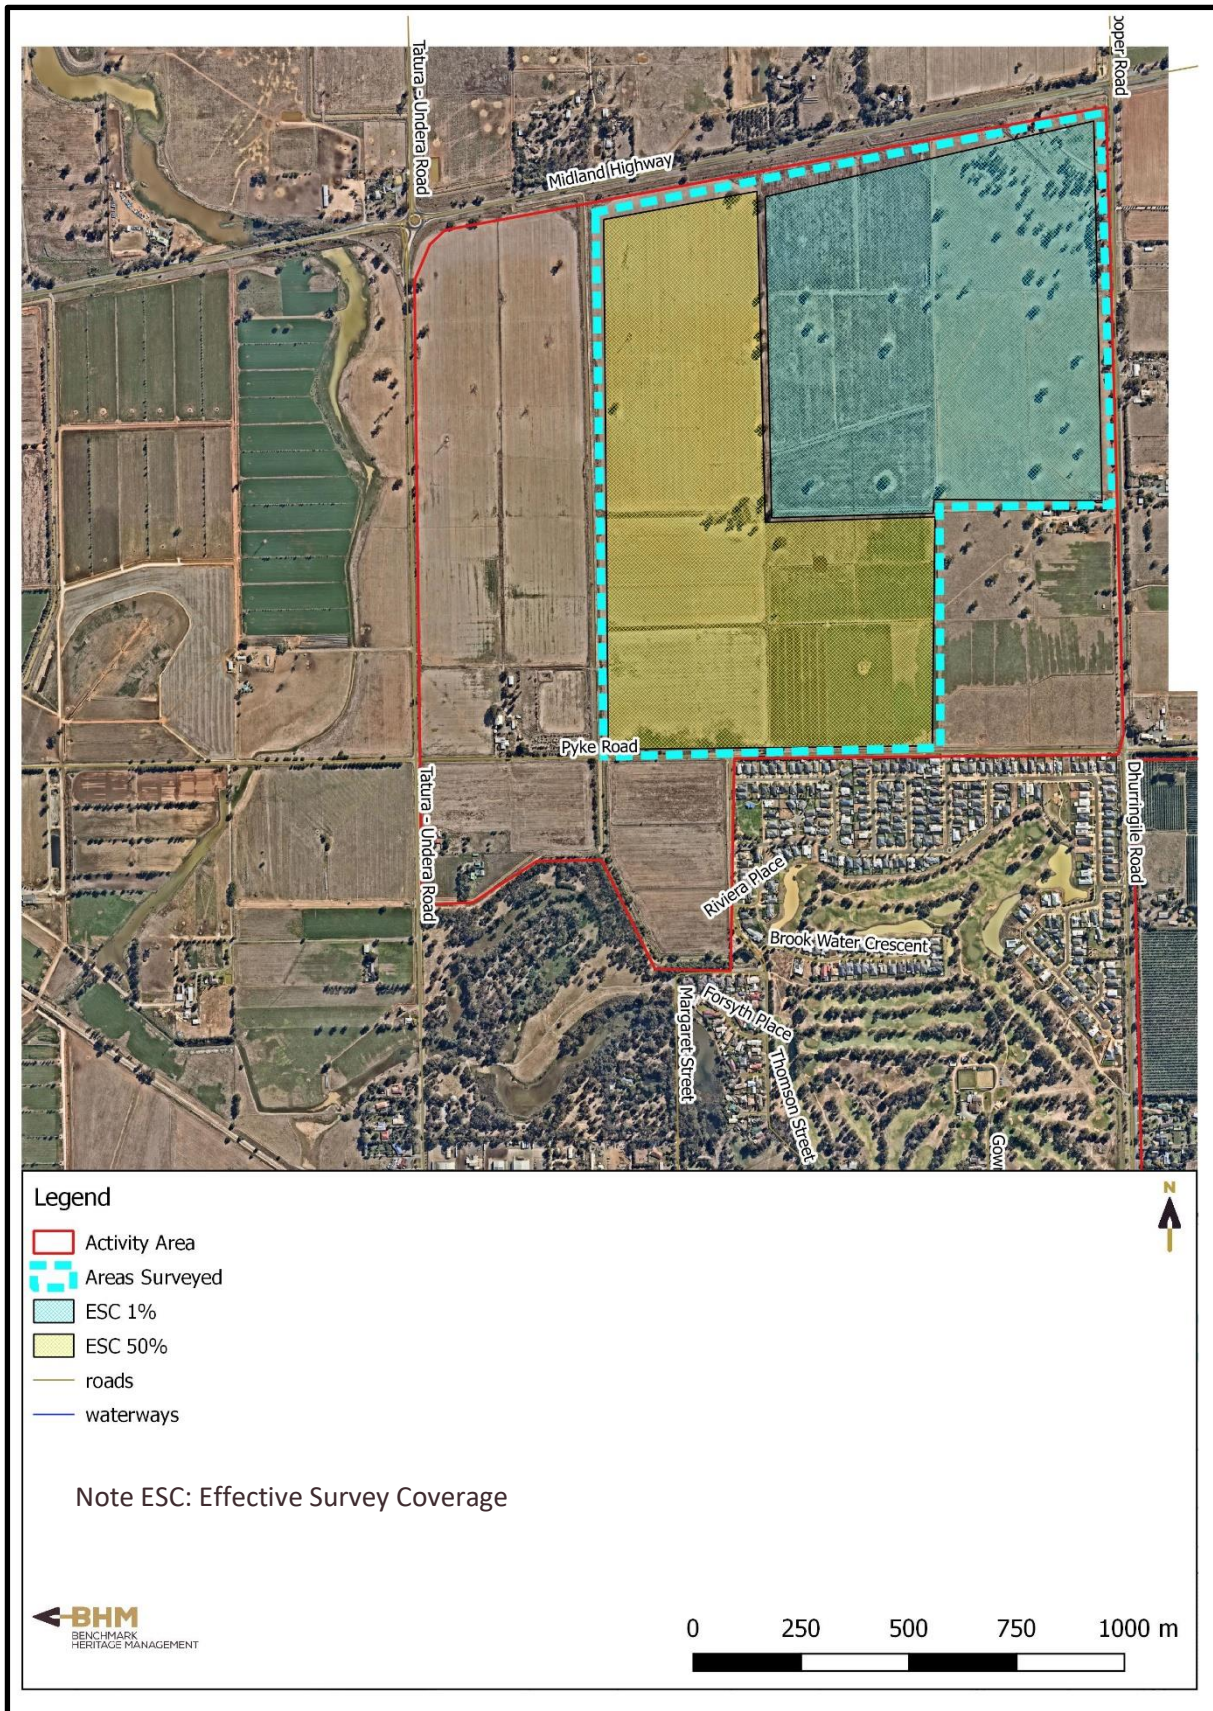 ooper Road
Tatura - Undera Road
Midland Highway
Pyke Road
Tatura - Undera Road
Dhurringile Road
Riviera Place
Brook Water Crescent
Forsyth Place
Margaret Street
Thomson Street
Gow
Legend
Activity Area
Areas Surveyed
ESC 1%
ESC 50%
roads
waterways
N
Note ESC: Effective Survey Coverage
BHM
BENCHMARK
HERITAGE MANAGEMENT
0 250 500 750 1000 m